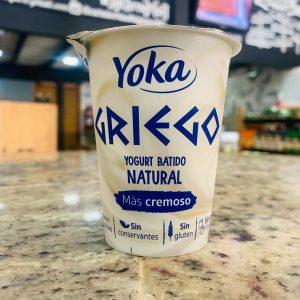 Yoka
GRIEGO
YOGURT BATIDO
NATURAL
Más cremoso
Sin
conservantes
Sin
gluten